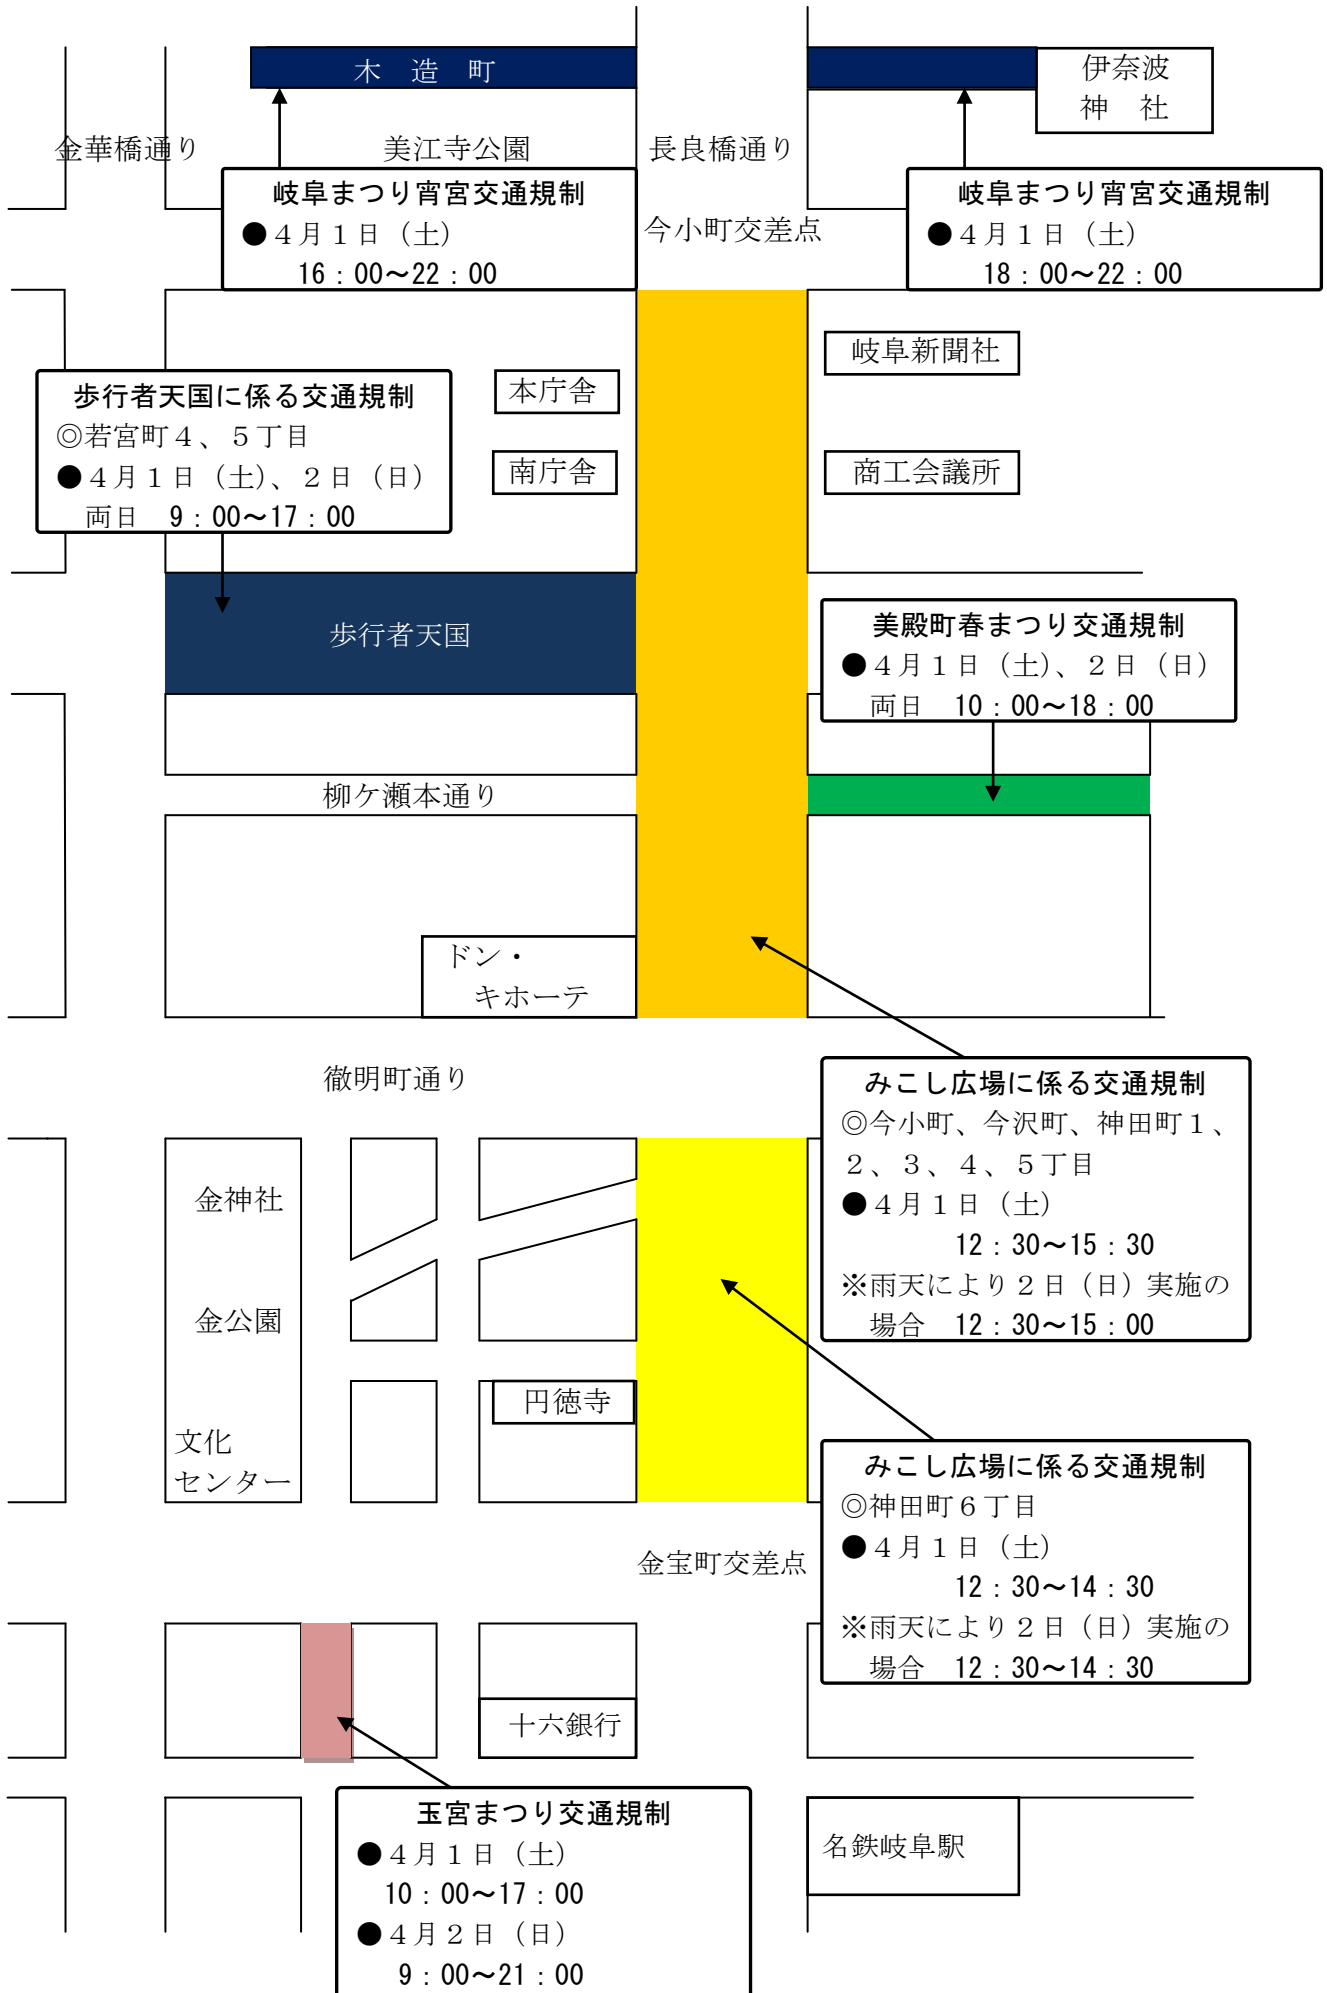 木　造　町
伊奈波
神　社
金華橋通り
美江寺公園
長良橋通り
岐阜まつり宵宮交通規制
●４月１日（土）
16：00～22：00
今小町交差点
岐阜まつり宵宮交通規制
●４月１日（土）
18：00～22：00
岐阜新聞社
歩行者天国に係る交通規制
◎若宮町４、５丁目
●４月１日（土）、２日（日）
両日　9：00～17：00
本庁舎
南庁舎
商工会議所
歩行者天国
美殿町春まつり交通規制
●４月１日（土）、２日（日）
両日　10：00～18：00
柳ケ瀬本通り
ドン・
キホーテ
徹明町通り
みこし広場に係る交通規制
◎今小町、今沢町、神田町１、
２、３、４、５丁目
●４月１日（土）
12：30～15：30
※雨天により２日（日）実施の
場合　12：30～15：00
金神社
金公園
円徳寺
文化
センター
みこし広場に係る交通規制
◎神田町６丁目
●４月１日（土）
12：30～14：30
※雨天により２日（日）実施の
場合　12：30～14：30
金宝町交差点
十六銀行
玉宮まつり交通規制
●４月１日（土）
10：00～17：00
●４月２日（日）
9：00～21：00
名鉄岐阜駅